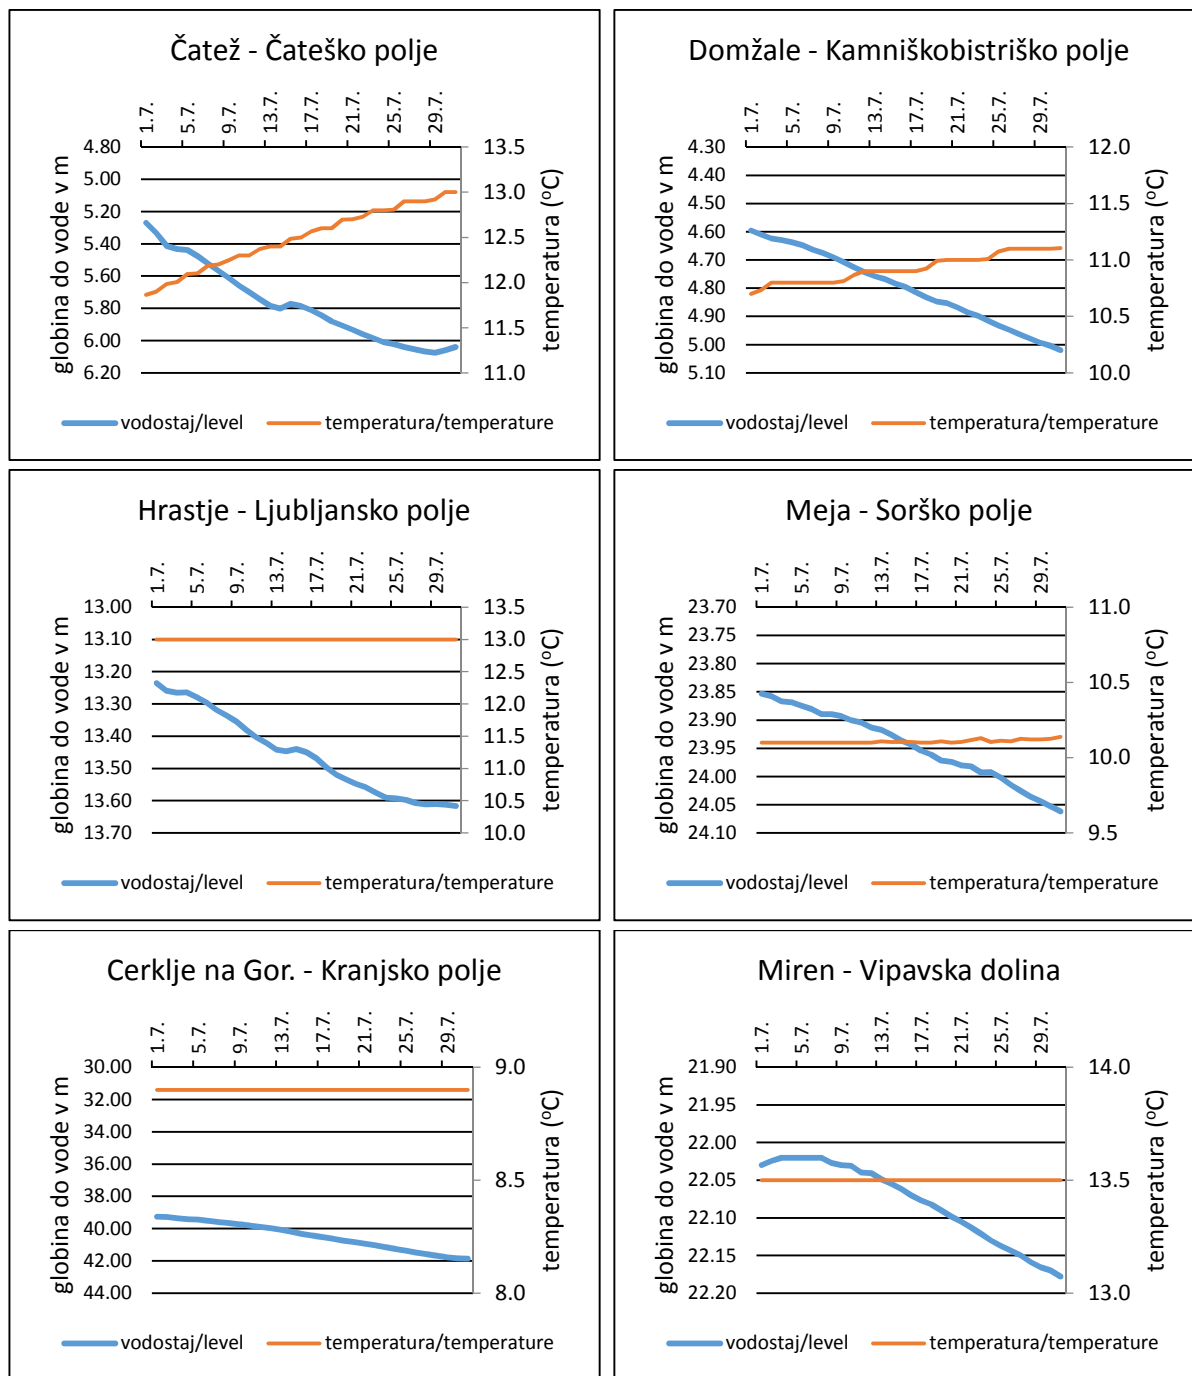 Čatež - Čateško polje
1.7. 5.7. 9.7. 13.7. 17.7. 21.7. 25.7. 29.7.
globina do vode v m
4.80
5.00
5.20
5.40
5.60
5.80
6.00
6.20
13.5
13.0
12.5
12.0
11.5
11.0
temperatura (°C)
vodostaj/level temperatura/temperature
Domžale - Kamniškobistriško polje
1.7. 5.7. 9.7. 13.7. 17.7. 21.7. 25.7. 29.7.
globina do vode v m
4.30
4.40
4.50
4.60
4.70
4.80
4.90
5.00
5.10
12.0
11.5
11.0
10.5
10.0
temperatura (°C)
vodostaj/level temperatura/temperature
Hrastje - Ljubljansko polje
1.7. 5.7. 9.7. 13.7. 17.7. 21.7. 25.7. 29.7.
globina do vode v m
13.00
13.10
13.20
13.30
13.40
13.50
13.60
13.70
13.5
13.0
12.5
12.0
11.5
11.0
10.5
10.0
temperatura (°C)
vodostaj/level temperatura/temperature
Meja - Sorško polje
1.7. 5.7. 9.7. 13.7. 17.7. 21.7. 25.7. 29.7.
globina do vode v m
23.70
23.75
23.80
23.85
23.90
23.95
24.00
24.05
24.10
11.0
10.5
10.0
9.5
temperatura (°C)
vodostaj/level temperatura/temperature
Cerklje na Gor. - Kranjsko polje
1.7. 5.7. 9.7. 13.7. 17.7. 21.7. 25.7. 29.7.
globina do vode v m
30.00
32.00
34.00
36.00
38.00
40.00
42.00
44.00
9.0
8.5
8.0
temperatura (°C)
vodostaj/level temperatura/temperature
Miren - Vipavska dolina
1.7. 5.7. 9.7. 13.7. 17.7. 21.7. 25.7. 29.7.
globina do vode v m
21.90
21.95
22.00
22.05
22.10
22.15
22.20
14.0
13.5
13.0
temperatura (°C)
vodostaj/level temperatura/temperature